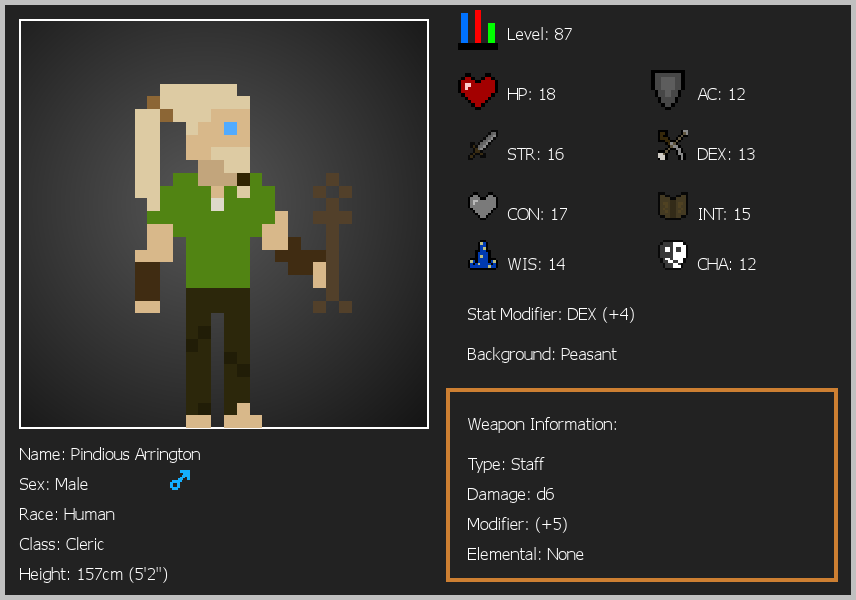 Level: 87
HP: 18
AC: 12
STR: 16
DEX: 13
CON: 17
INT: 15
WIS: 14
CHA: 12
Stat Modifier: DEX (+4)
Background: Peasant
Weapon Information:
Type: Staff
Damage: d6
Modifier: (+5)
Elemental: None
Name: Pindious Arrington
Sex: Male
Race: Human
Class: Cleric
Height: 157cm (5'2")